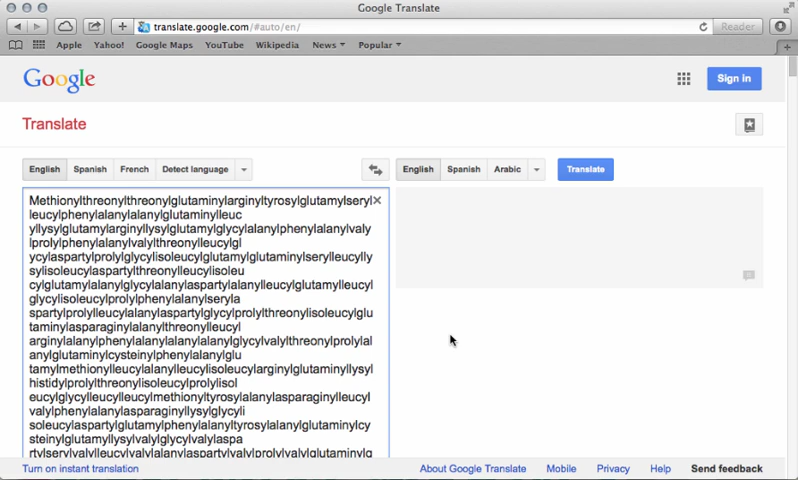 Google Translate
translate.google.com/#auto/en/
Reader
Apple Yahoo! Google Maps YouTube Wikipedia News Popular
Google
Sign in
Translate
English Spanish French Detect language
English Spanish Arabic Translate
Methionylthreonylthreonylglutaminylarginyltyrosylglutamylseryl
leucylphenylalanylalanylglutaminylleuc
yllysylglutamylarginyllysylglutamylglycylalanylphenylalanylvaly
lprolylphenylalanylvalylthreonylleucylgl
ycylaspartylprolylglycylisoleucylglutamylglutaminylserylleucylly
sylisoleucylaspartylthreonylleucylisoleu
cylglutamylalanylglycylalanylaspartylalanylleucylglutamylleucyl
glycylisoleucylprolylphenylalanylseryla
spartylprolylleucylalanylaspartylglycylprolylthreonylisoleucylglu
taminylasparaginylalanylthreonylleucyl
arginylalanylphenylalanylalanylalanylglycylvalylthreonylprolylal
anylglutaminylcysteinylphenylalanylglu
tamylmethionylleucylalanylleucylisoleucylarginylglutaminyllysyl
histidylprolylthreonylisoleucylprolylisol
eucylglycylleucylleucylmethionyltyrosylalanylasparaginylleucyl
valylphenylalanylasparaginyllysylglycyli
soleucylaspartylglutamylphenylalanyltyrosylalanylglutaminylcy
steinylglutamyllysylvalylglycylvalylaspa
rtylserylvalylleucylvalylalanylaspartylvalylprolylvalylglutaminylg
Turn on instant translation About Google Translate Mobile Privacy Help Send feedback